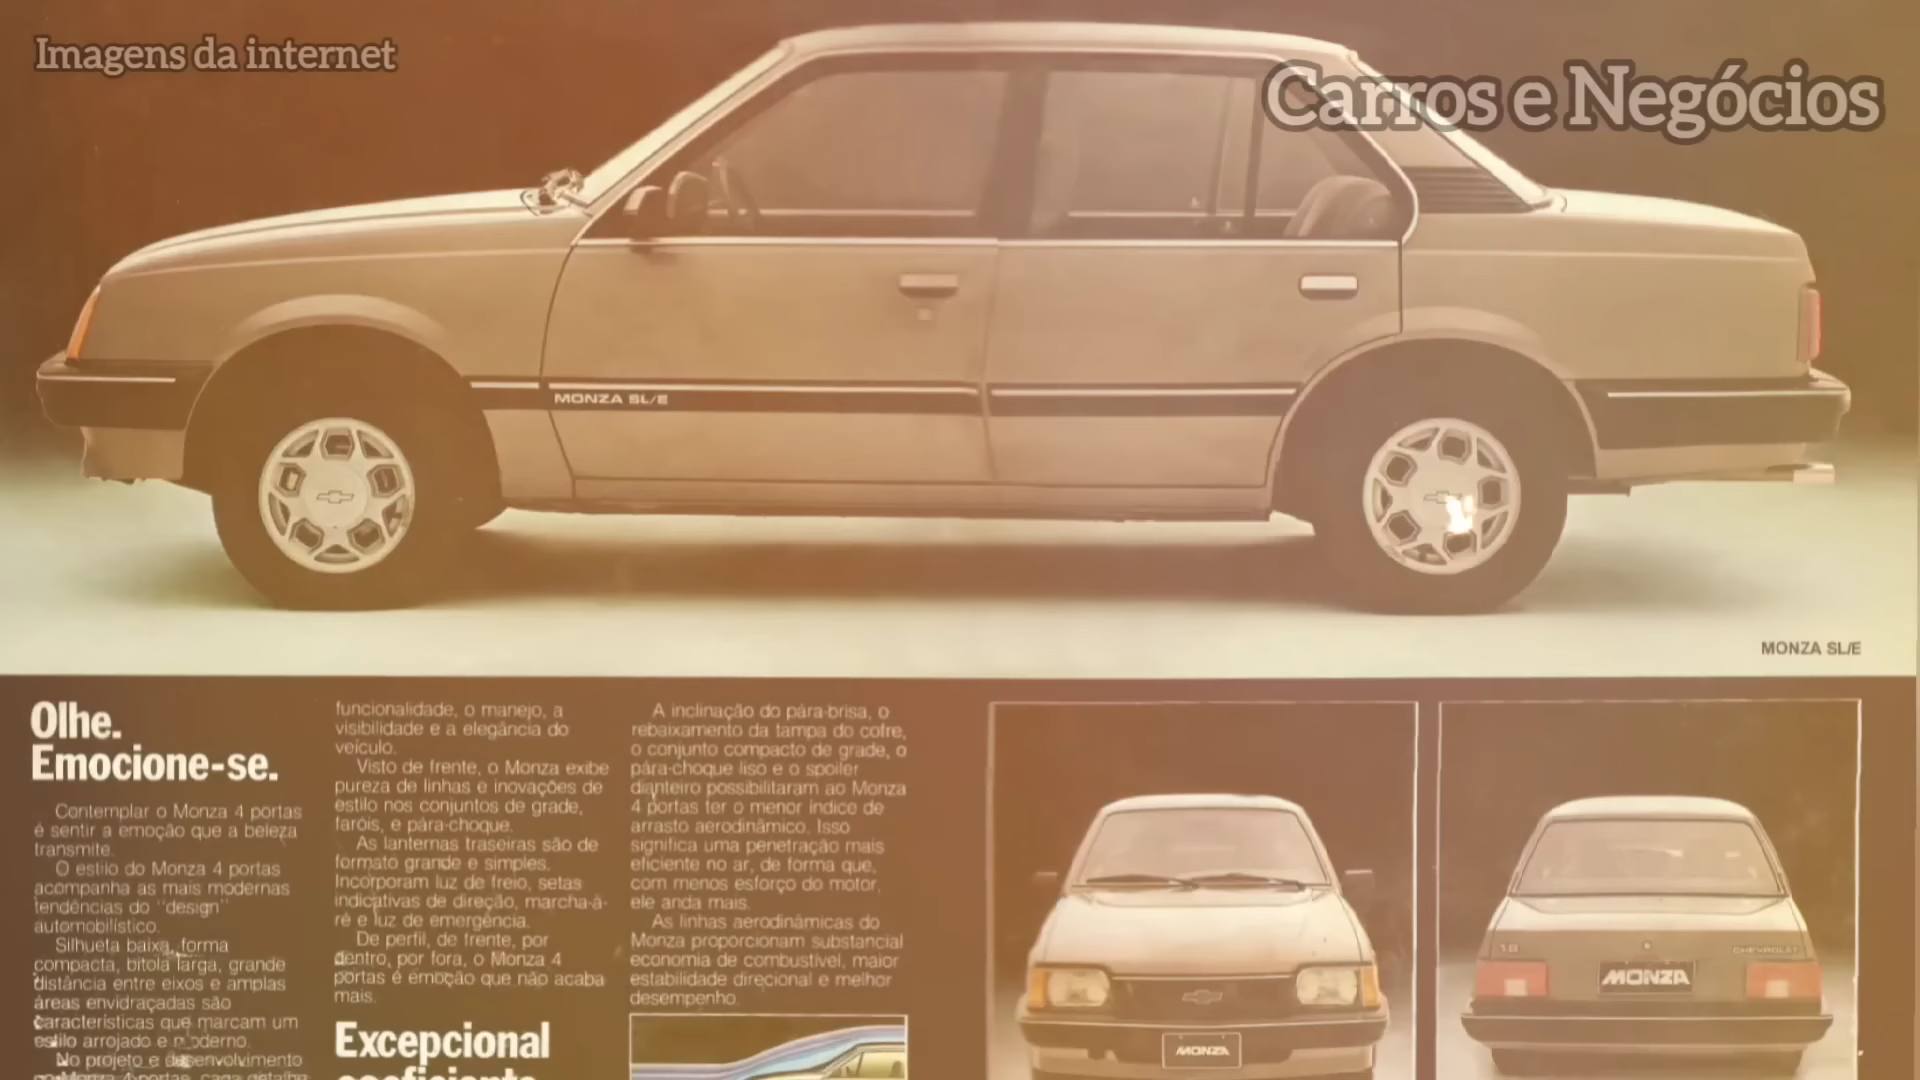 Imagens da internet
Carros e Negócios
MONZA SL/E
MONZA SL/E
Olhe.
Emocione-se.
Contemplar o Monza 4 portas
é sentir a emoção que a beleza
transmite.
O estilo do Monza 4 portas
acompanha as mais modernas
tendências do "design"
automobilístico.
Silhueta baixa, forma
compacta, bitola larga, grande
distância entre eixos e amplas
áreas envidraçadas são
características que marcam um
estilo arrojado e moderno.
No projeto e desenvolvimento
Monza 4 portas, cada detalhe
funcionalidade, o manejo, a
visibilidade e a elegância do
veículo.
Visto de frente, o Monza exibe
pureza de linhas e inovações de
estilo nos conjuntos de grade,
faróis, e pára-choque.
As lanternas traseiras são de
formato grande e simples.
Incorporam luz de freio, setas
indicativas de direção, marcha-à-
ré e luz de emergência.
De perfil, de frente, por
dentro, por fora, o Monza 4
portas é emoção que não acaba
mais.
Excepcional
coeficiente
A inclinação do pára-brisa, o
rebaixamento da tampa do cofre,
o conjunto compacto de grade, o
pára-choque liso e o spoiler
dianteiro possibilitaram ao Monza
4 portas ter o menor índice de
arrasto aerodinâmico. Isso
significa uma penetração mais
eficiente no ar, de forma que,
com menos esforço do motor,
ele anda mais.
As linhas aerodinâmicas do
Monza proporcionam substancial
economia de combustível, maior
estabilidade direcional e melhor
desempenho.
MONZA
1.8
CHEVROLET
MONZA